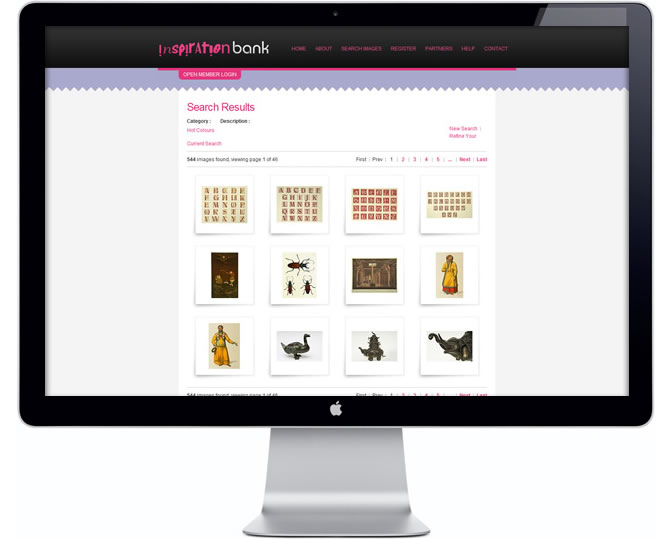 inspiration bank
HOME ABOUT SEARCH IMAGES REGISTER PARTNERS HELP CONTACT
OPEN MEMBER LOGIN
Search Results
Category : Description :
Hot Colours
New Search |
Refine Your
Current Search
544 images found, viewing page 1 of 46 First | Prev | 1 | 2 | 3 | 4 | 5 | ... | Next | Last
544 images found, viewing page 1 of 46 First | Prev | 1 | 2 | 3 | 4 | 5 | ... | Next | Last